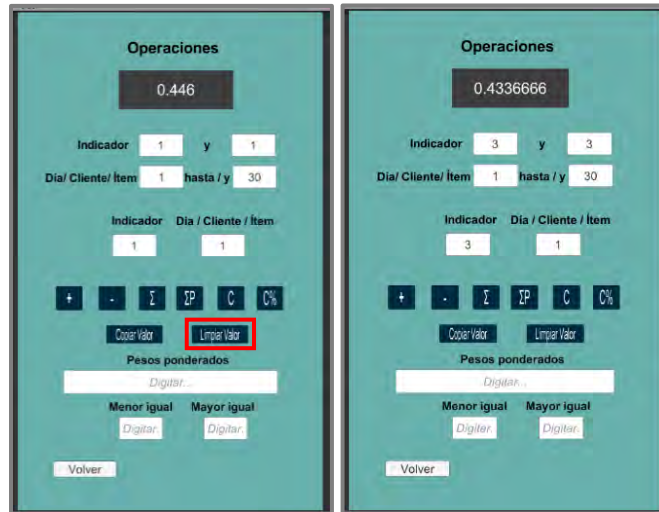 Operaciones
0.446
Indicador 1 y 1
Día/ Cliente/ Ítem 1 hasta / y 30
Indicador Día / Cliente / Ítem
1 1
+ - Σ ΣP C C%
Copiar Valor Limpiar Valor
Pesos ponderados
Digitar...
Menor igual Mayor igual
Digitar. Digitar.
Volver
Operaciones
0.4336666
Indicador 3 y 3
Día/ Cliente/ Ítem 1 hasta / y 30
Indicador Día / Cliente / Ítem
3 1
+ - Σ ΣP C C%
Copiar Valor Limpiar Valor
Pesos ponderados
Digitar...
Menor igual Mayor igual
Digitar. Digitar.
Volver